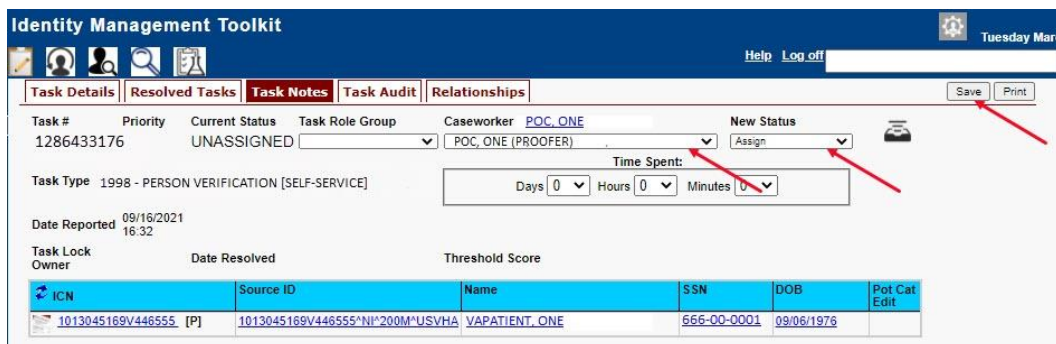 Identity Management Toolkit
Tuesday Mar
Help Log off
Task Details Resolved Tasks Task Notes Task Audit Relationships
Save Print
Task # Priority Current Status Task Role Group Caseworker POC, ONE New Status
1286433176 UNASSIGNED POC, ONE (PROOFER) Assign
Time Spent:
Task Type 1998 - PERSON VERIFICATION [SELF-SERVICE] Days 0 Hours 0 Minutes 0
Date Reported 09/16/2021
16:32
Task Lock
Owner Date Resolved Threshold Score
ICN Source ID Name SSN DOB Pot Cat
Edit
1013045169V446555 [P] 1013045169V446555^NI^200M^USVHA VAPATIENT, ONE 666-00-0001 09/06/1976